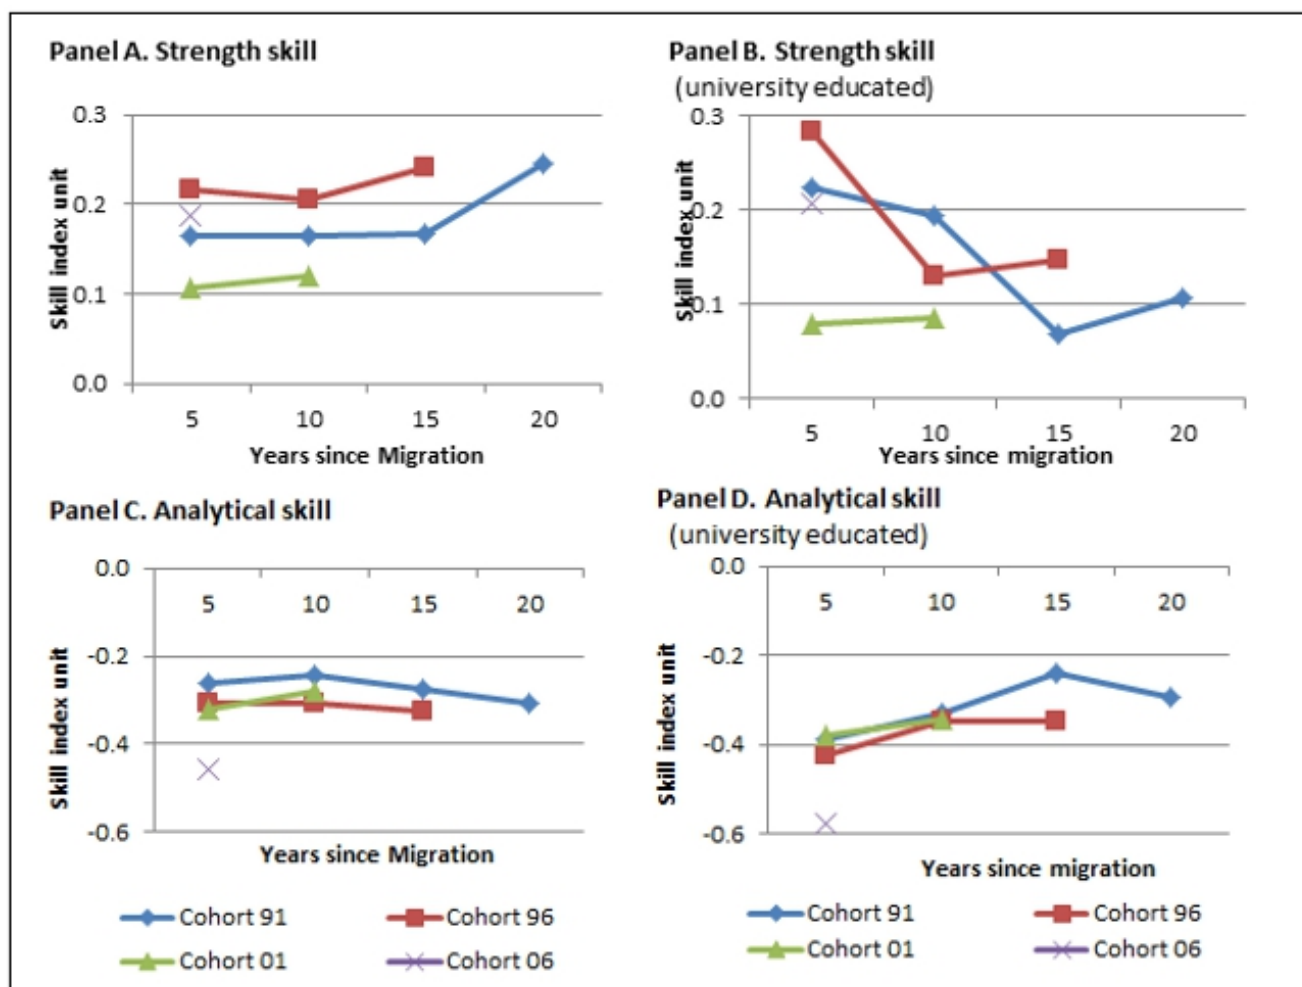 Panel A. Strength skill
0.3
0.2
0.1
0.0
Skill index unit
5 10 15 20
Years since Migration
Panel B. Strength skill
(university educated)
0.3
0.2
0.1
0.0
Skill index unit
5 10 15 20
Years since migration
Panel C. Analytical skill
0.0
-0.2
-0.4
-0.6
Skill index unit
5 10 15 20
Years since Migration
Cohort 91 Cohort 96
Cohort 01 Cohort 06
Panel D. Analytical skill
(university educated)
0.0
-0.2
-0.4
-0.6
Skill index unit
5 10 15 20
Years since migration
Cohort 91 Cohort 96
Cohort 01 Cohort 06